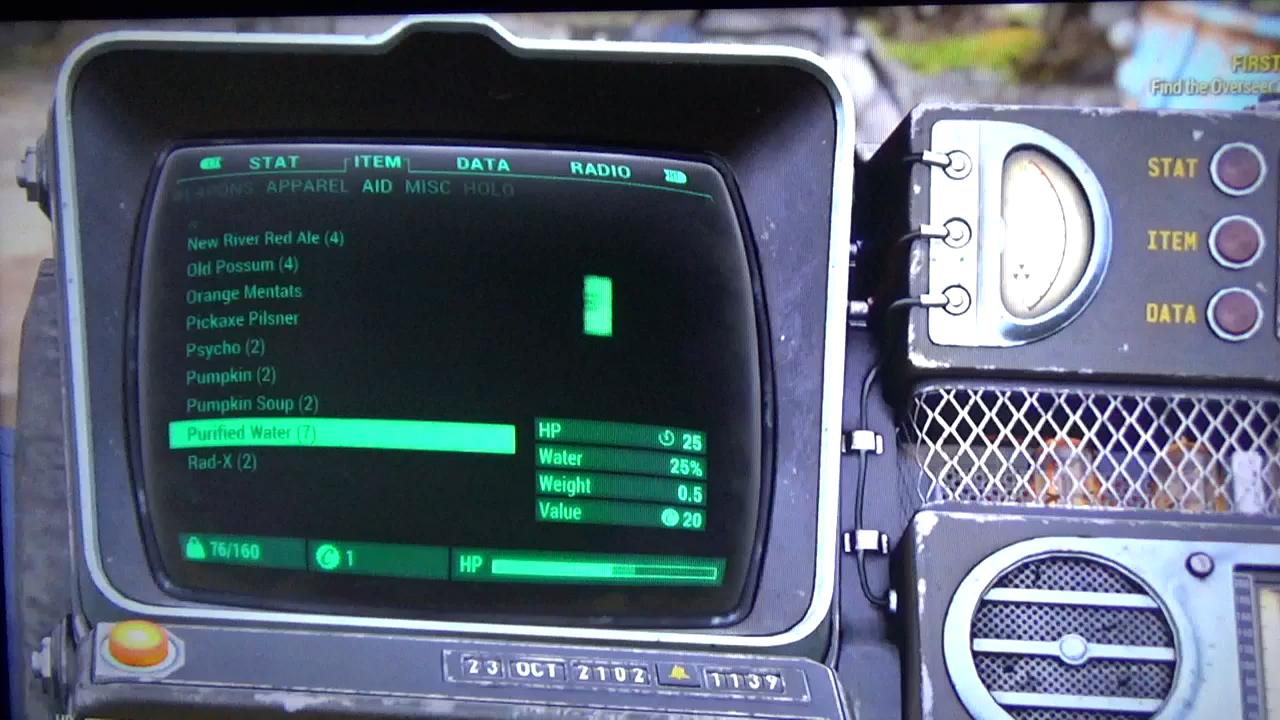 FIRST
Find the Overseer
STAT ITEM DATA RADIO
WEAPONS APPAREL AID MISC HOLO
New River Red Ale (4)
Old Possum (4)
Orange Mentats
Pickaxe Pilsner
Psycho (2)
Pumpkin (2)
Pumpkin Soup (2)
Purified Water (7)
Rad-X (2)
HP 25
Water 25%
Weight 0.5
Value 20
76/160 1 HP
23 OCT 2102 1139
STAT
ITEM
DATA